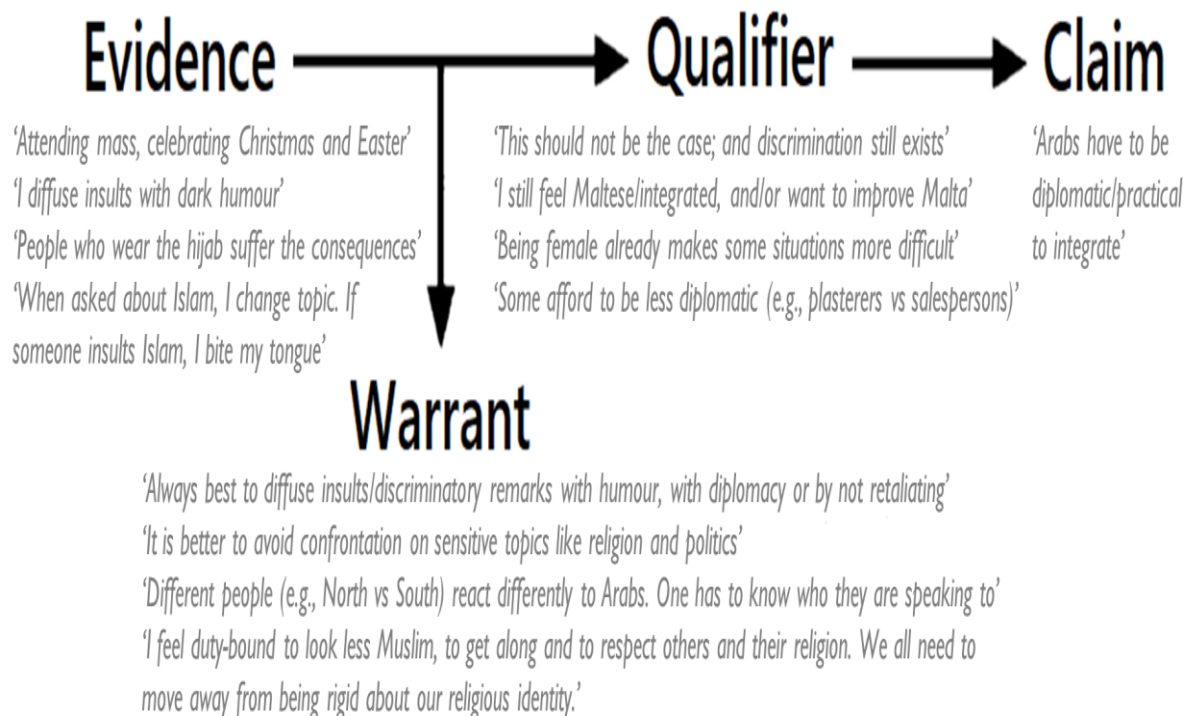 Evidence
Qualifier
Claim
‘Attending mass, celebrating Christmas and Easter’
‘I diffuse insults with dark humour’
‘People who wear the hijab suffer the consequences’
‘When asked about Islam, I change topic. If
someone insults Islam, I bite my tongue’
‘This should not be the case; and discrimination still exists’
‘I still feel Maltese/integrated, and/or want to improve Malta’
‘Being female already makes some situations more difficult’
‘Some afford to be less diplomatic (e.g., plasterers vs salespersons)’
‘Arabs have to be
diplomatic/practical
to integrate’
Warrant
‘Always best to diffuse insults/discriminatory remarks with humour, with diplomacy or by not retaliating’
‘It is better to avoid confrontation on sensitive topics like religion and politics’
‘Different people (e.g., North vs South) react differently to Arabs. One has to know who they are speaking to’
‘I feel duty-bound to look less Muslim, to get along and to respect others and their religion. We all need to
move away from being rigid about our religious identity.’